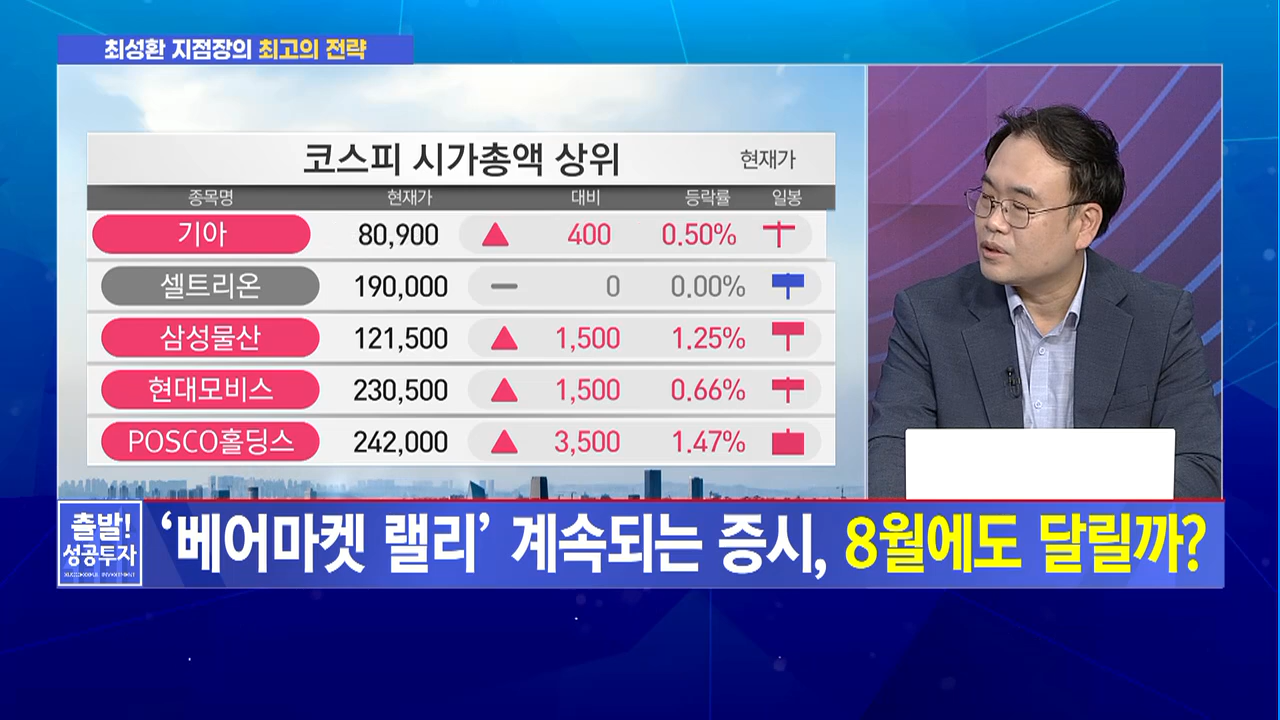 최성환 지점장의 최고의 전략
코스피 시가총액 상위 현재가
종목명 현재가 대비 등락률 일봉
기아 80,900 ▲ 400 0.50%
셀트리온 190,000 ー 0 0.00%
삼성물산 121,500 ▲ 1,500 1.25%
현대모비스 230,500 ▲ 1,500 0.66%
POSCO홀딩스 242,000 ▲ 3,500 1.47%
출발!
성공투자
‘베어마켓 랠리’ 계속되는 증시, 8월에도 달릴까?